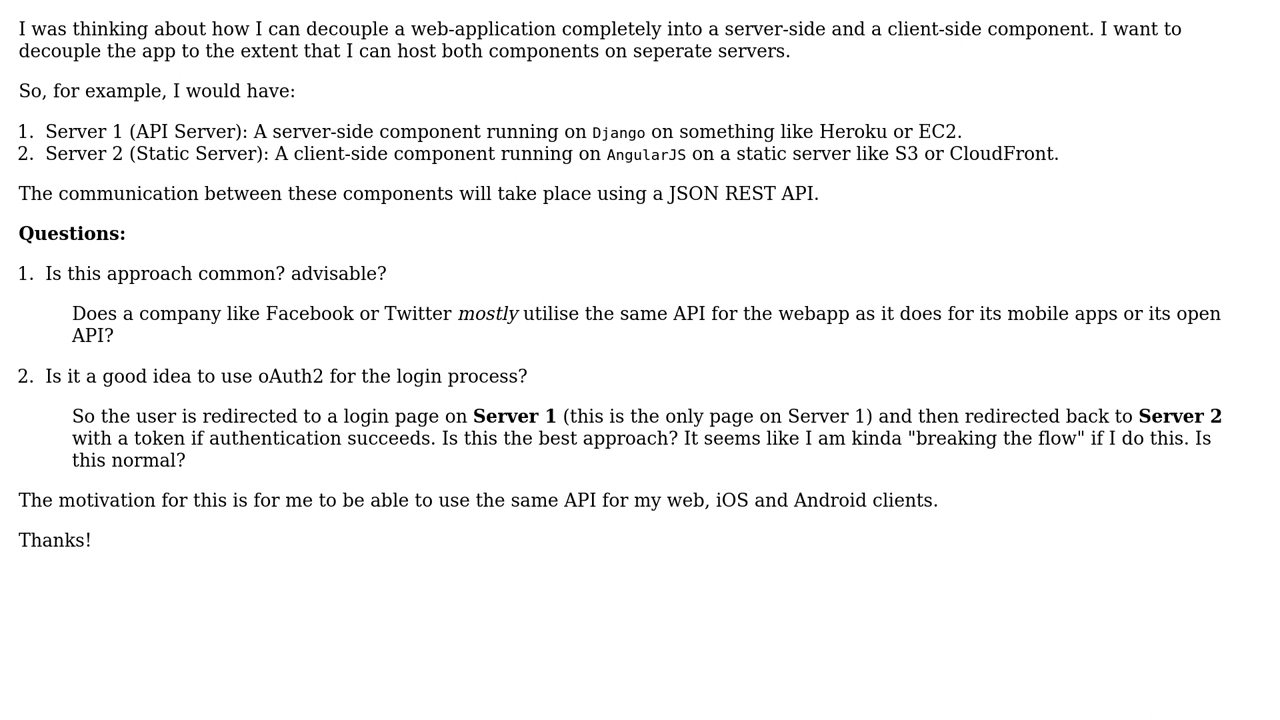 I was thinking about how I can decouple a web-application completely into a server-side and a client-side component. I want to
decouple the app to the extent that I can host both components on seperate servers.
So, for example, I would have:
1. Server 1 (API Server): A server-side component running on Django on something like Heroku or EC2.
2. Server 2 (Static Server): A client-side component running on AngularJS on a static server like S3 or CloudFront.
The communication between these components will take place using a JSON REST API.
Questions:
1. Is this approach common? advisable?
Does a company like Facebook or Twitter mostly utilise the same API for the webapp as it does for its mobile apps or its open
API?
2. Is it a good idea to use oAuth2 for the login process?
So the user is redirected to a login page on Server 1 (this is the only page on Server 1) and then redirected back to Server 2
with a token if authentication succeeds. Is this the best approach? It seems like I am kinda "breaking the flow" if I do this. Is
this normal?
The motivation for this is for me to be able to use the same API for my web, iOS and Android clients.
Thanks!